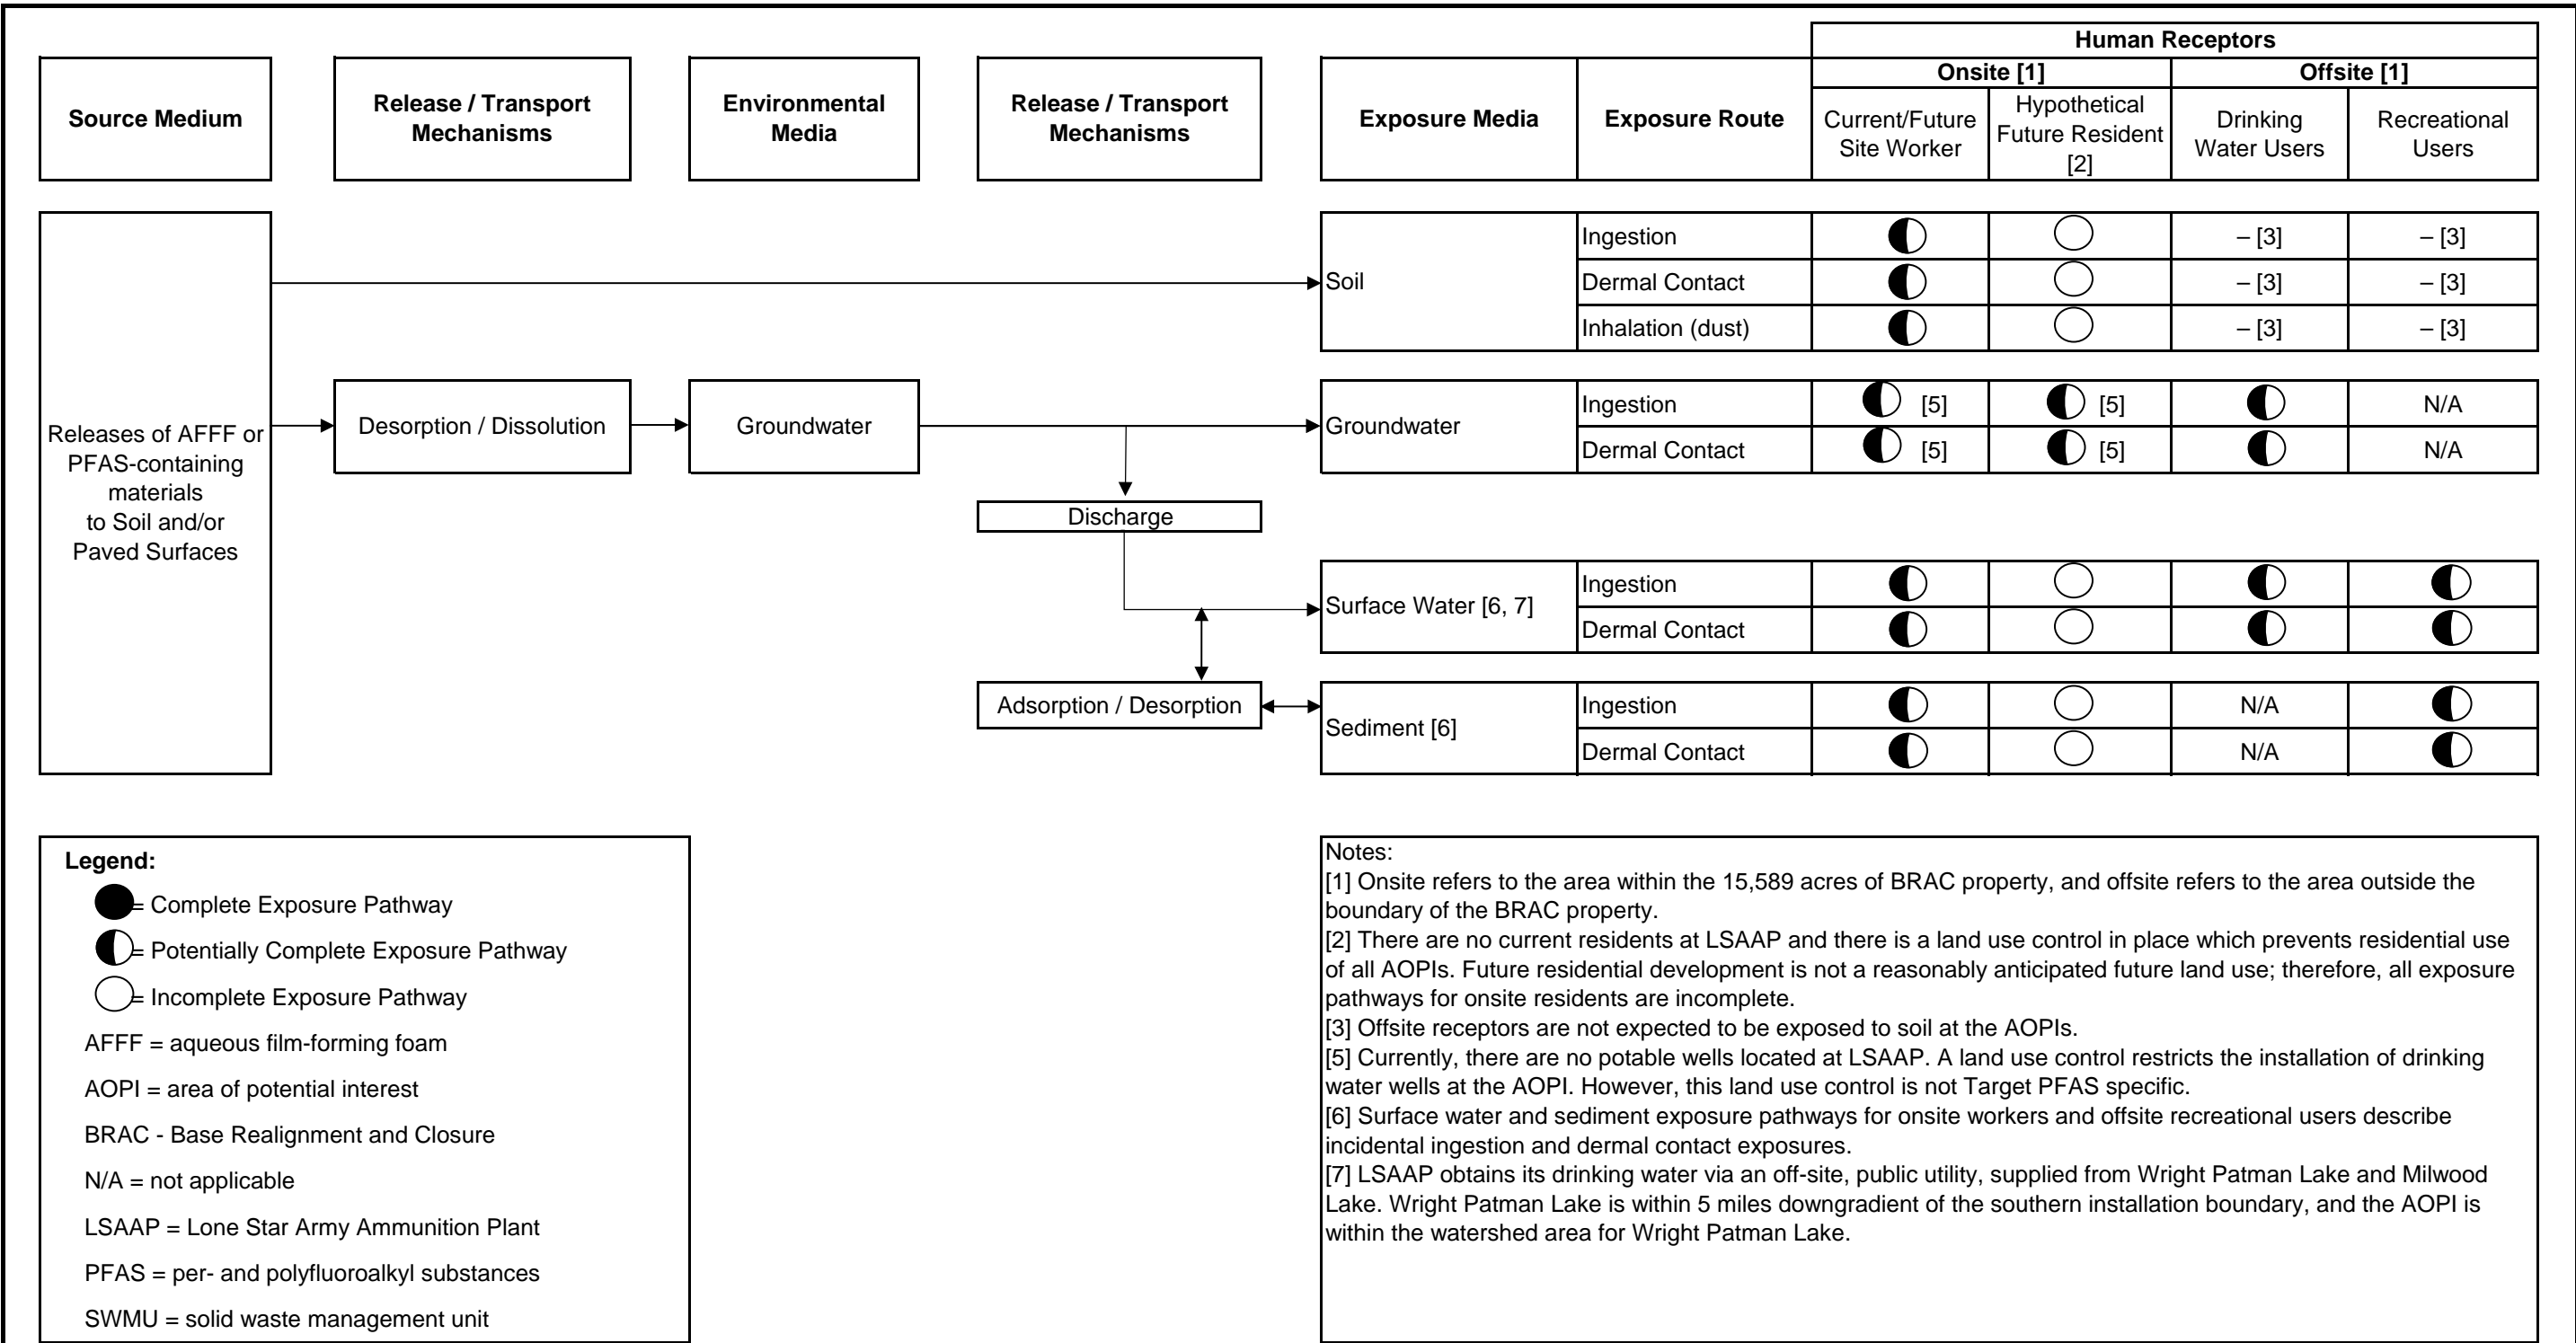 Human Receptors
Source Medium
Release / Transport
Mechanisms
Environmental
Media
Release / Transport
Mechanisms
Exposure Media
Exposure Route
Onsite [1]
Offsite [1]
Current/Future
Site Worker
Hypothetical
Future Resident
[2]
Drinking
Water Users
Recreational
Users
Releases of AFFF or
PFAS-containing
materials
to Soil and/or
Paved Surfaces
Soil
Ingestion
– [3]
– [3]
Dermal Contact
– [3]
– [3]
Inhalation (dust)
– [3]
– [3]
Desorption / Dissolution
Groundwater
Groundwater
Ingestion
[5]
[5]
N/A
Dermal Contact
[5]
[5]
N/A
Discharge
Surface Water [6, 7]
Ingestion
Dermal Contact
Adsorption / Desorption
Sediment [6]
Ingestion
N/A
Dermal Contact
N/A
Legend:
= Complete Exposure Pathway
= Potentially Complete Exposure Pathway
= Incomplete Exposure Pathway
AFFF = aqueous film-forming foam
AOPI = area of potential interest
BRAC - Base Realignment and Closure
N/A = not applicable
LSAAP = Lone Star Army Ammunition Plant
PFAS = per- and polyfluoroalkyl substances
SWMU = solid waste management unit
Notes:
[1] Onsite refers to the area within the 15,589 acres of BRAC property, and offsite refers to the area outside the
boundary of the BRAC property.
[2] There are no current residents at LSAAP and there is a land use control in place which prevents residential use
of all AOPIs. Future residential development is not a reasonably anticipated future land use; therefore, all exposure
pathways for onsite residents are incomplete.
[3] Offsite receptors are not expected to be exposed to soil at the AOPIs.
[5] Currently, there are no potable wells located at LSAAP. A land use control restricts the installation of drinking
water wells at the AOPI. However, this land use control is not Target PFAS specific.
[6] Surface water and sediment exposure pathways for onsite workers and offsite recreational users describe
incidental ingestion and dermal contact exposures.
[7] LSAAP obtains its drinking water via an off-site, public utility, supplied from Wright Patman Lake and Milwood
Lake. Wright Patman Lake is within 5 miles downgradient of the southern installation boundary, and the AOPI is
within the watershed area for Wright Patman Lake.